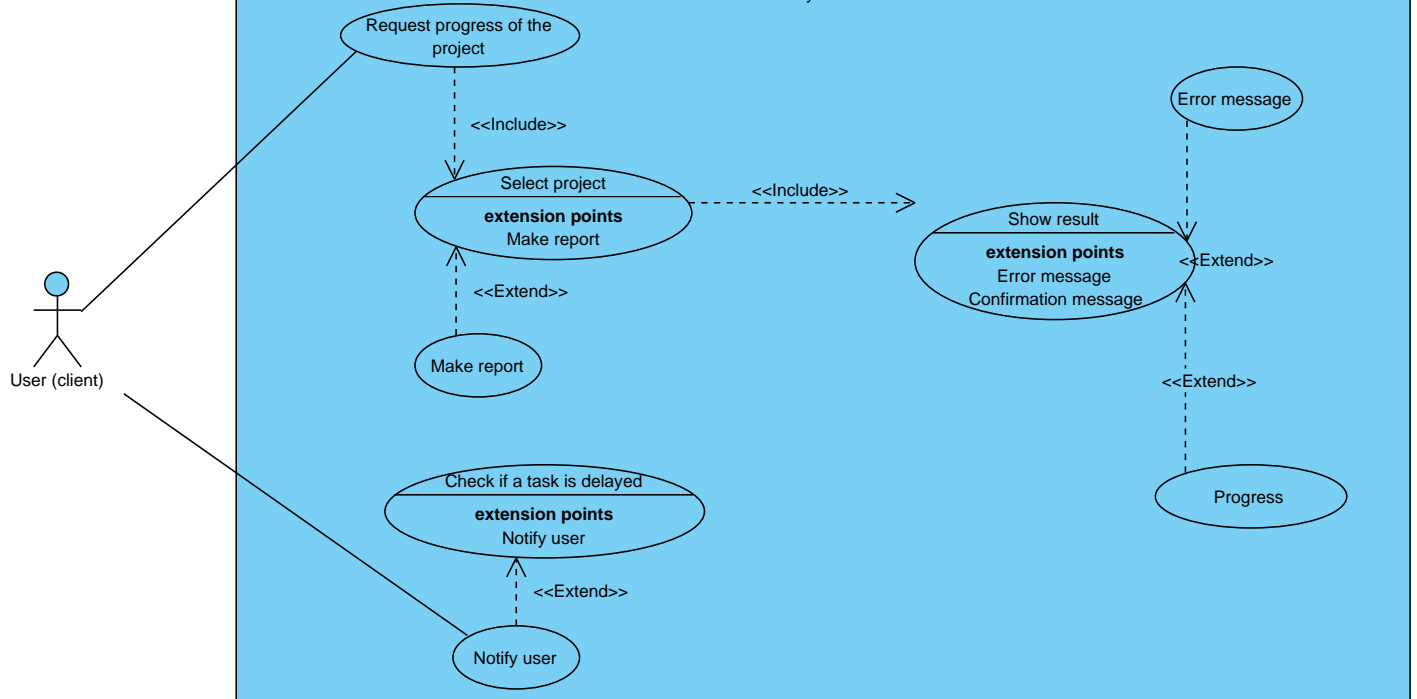 Request progress of the
project
Error message
<<Include>>
Select project
extension points
Make report
<<Include>>
Show result
extension points
Error message
Confirmation message
<<Extend>>
<<Extend>>
Make report
User (client)
<<Extend>>
Check if a task is delayed
extension points
Notify user
Progress
<<Extend>>
Notify user